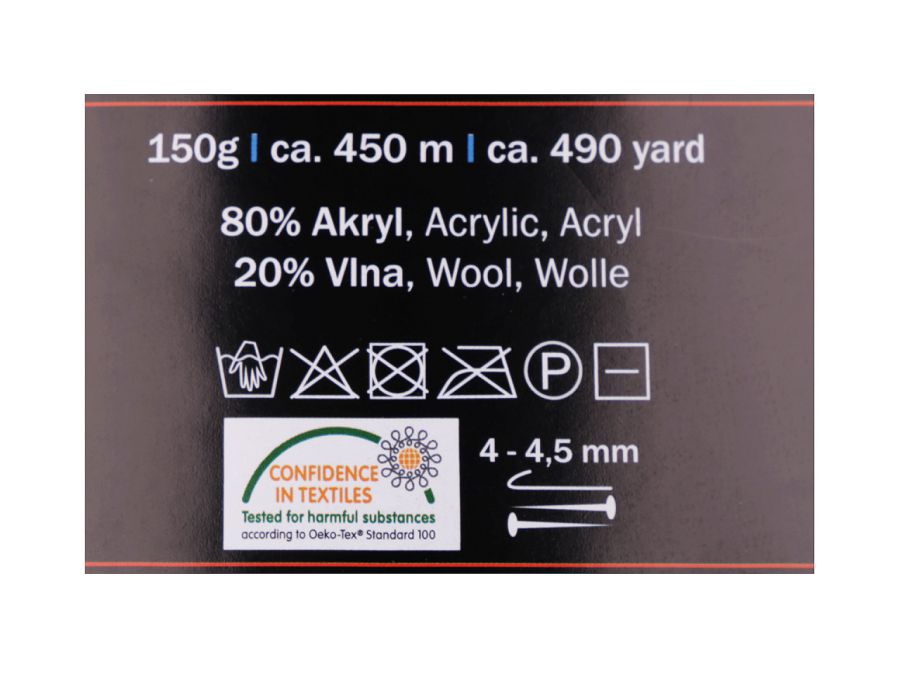 150g | ca. 450 m | ca. 490 yard
80% Akryl, Acrylic, Acryl
20% Vlna, Wool, Wolle
P
CONFIDENCE
IN TEXTILES
Tested for harmful substances
according to Oeko-Tex® Standard 100
4 - 4,5 mm